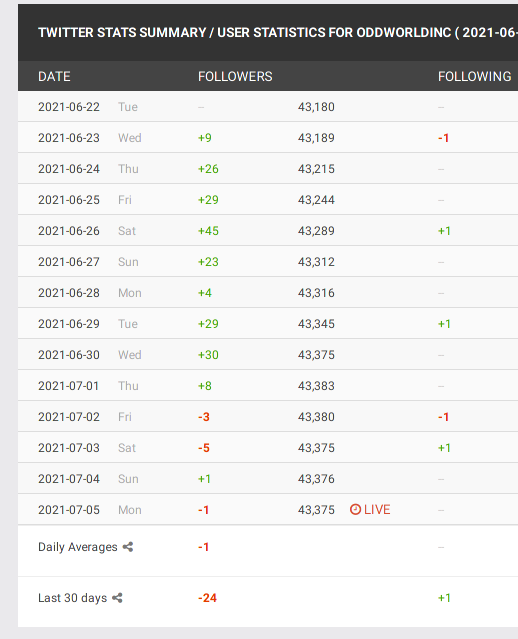 TWITTER STATS SUMMARY / USER STATISTICS FOR ODDWORLDINC ( 2021-06-
DATE FOLLOWERS FOLLOWING
2021-06-22 Tue -- 43,180 --
2021-06-23 Wed +9 43,189 -1
2021-06-24 Thu +26 43,215 --
2021-06-25 Fri +29 43,244 --
2021-06-26 Sat +45 43,289 +1
2021-06-27 Sun +23 43,312 --
2021-06-28 Mon +4 43,316 --
2021-06-29 Tue +29 43,345 +1
2021-06-30 Wed +30 43,375 --
2021-07-01 Thu +8 43,383 --
2021-07-02 Fri -3 43,380 -1
2021-07-03 Sat -5 43,375 +1
2021-07-04 Sun +1 43,376 --
2021-07-05 Mon -1 43,375 LIVE --
Daily Averages -1 --
Last 30 days -24 +1